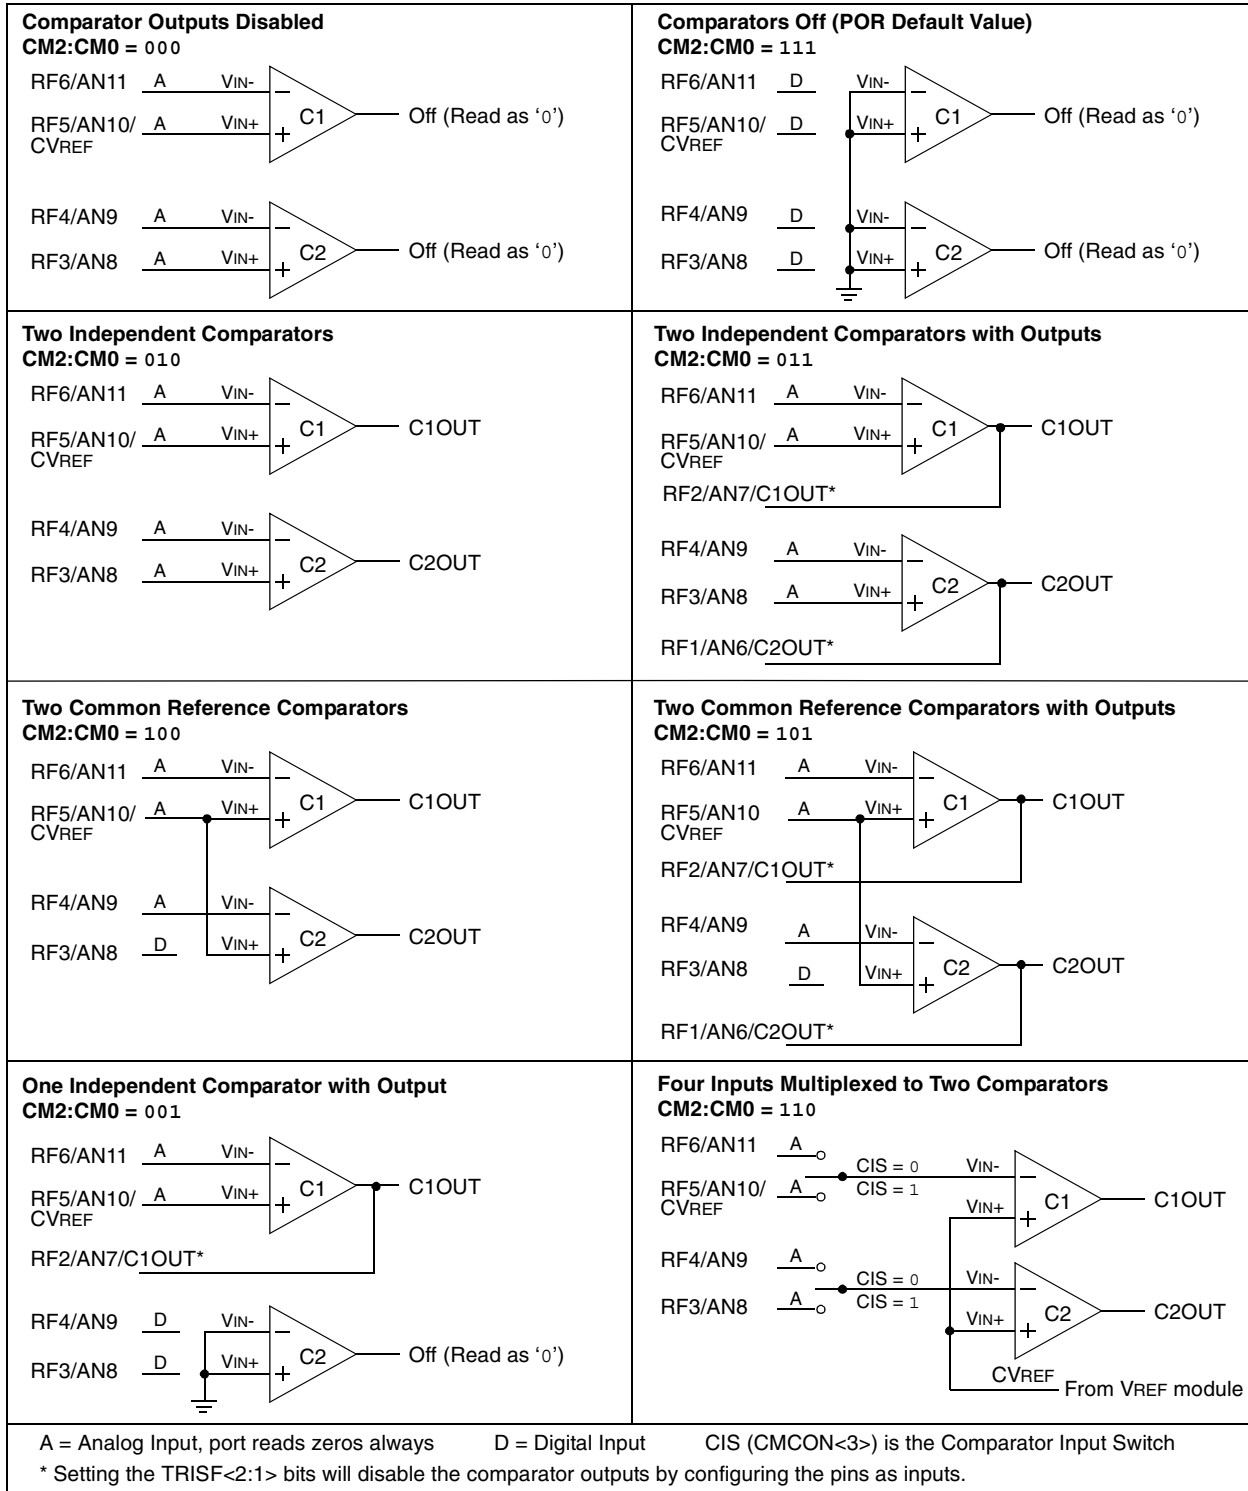 Comparator Outputs Disabled
CM2:CM0 = 000
RF6/AN11 A VIN-
C1
Off (Read as ‘0’)
RF5/AN10/ A VIN+
CVREF
RF4/AN9 A VIN-
C2
Off (Read as ‘0’)
RF3/AN8 A VIN+
Comparators Off (POR Default Value)
CM2:CM0 = 111
RF6/AN11 D VIN-
C1
Off (Read as ‘0’)
RF5/AN10/ D VIN+
CVREF
RF4/AN9 D VIN-
C2
Off (Read as ‘0’)
RF3/AN8 D VIN+
Two Independent Comparators
CM2:CM0 = 010
RF6/AN11 A VIN-
C1
C1OUT
RF5/AN10/ A VIN+
CVREF
RF4/AN9 A VIN-
C2
C2OUT
RF3/AN8 A VIN+
Two Independent Comparators with Outputs
CM2:CM0 = 011
RF6/AN11 A VIN-
C1
C1OUT
RF5/AN10/ A VIN+
CVREF
RF2/AN7/C1OUT*
RF4/AN9 A VIN-
C2
C2OUT
RF3/AN8 A VIN+
RF1/AN6/C2OUT*
Two Common Reference Comparators
CM2:CM0 = 100
RF6/AN11 A VIN-
C1
C1OUT
RF5/AN10/ A VIN+
CVREF
RF4/AN9 A VIN-
C2
C2OUT
RF3/AN8 D VIN+
Two Common Reference Comparators with Outputs
CM2:CM0 = 101
RF6/AN11 A VIN-
C1
C1OUT
RF5/AN10 A VIN+
CVREF
RF2/AN7/C1OUT*
RF4/AN9 A VIN-
C2
C2OUT
RF3/AN8 D VIN+
RF1/AN6/C2OUT*
One Independent Comparator with Output
CM2:CM0 = 001
RF6/AN11 A VIN-
C1
C1OUT
RF5/AN10/ A VIN+
CVREF
RF2/AN7/C1OUT*
RF4/AN9 D VIN-
C2
Off (Read as ‘0’)
RF3/AN8 D VIN+
Four Inputs Multiplexed to Two Comparators
CM2:CM0 = 110
RF6/AN11 A
CIS = 0 VIN-
RF5/AN10/ A CIS = 1
CVREF
VIN+
C1
C1OUT
RF4/AN9 A
CIS = 0 VIN-
RF3/AN8 A CIS = 1
VIN+
C2
C2OUT
CVREF
From VREF module
A = Analog Input, port reads zeros always D = Digital Input CIS (CMCON<3>) is the Comparator Input Switch
* Setting the TRISF<2:1> bits will disable the comparator outputs by configuring the pins as inputs.